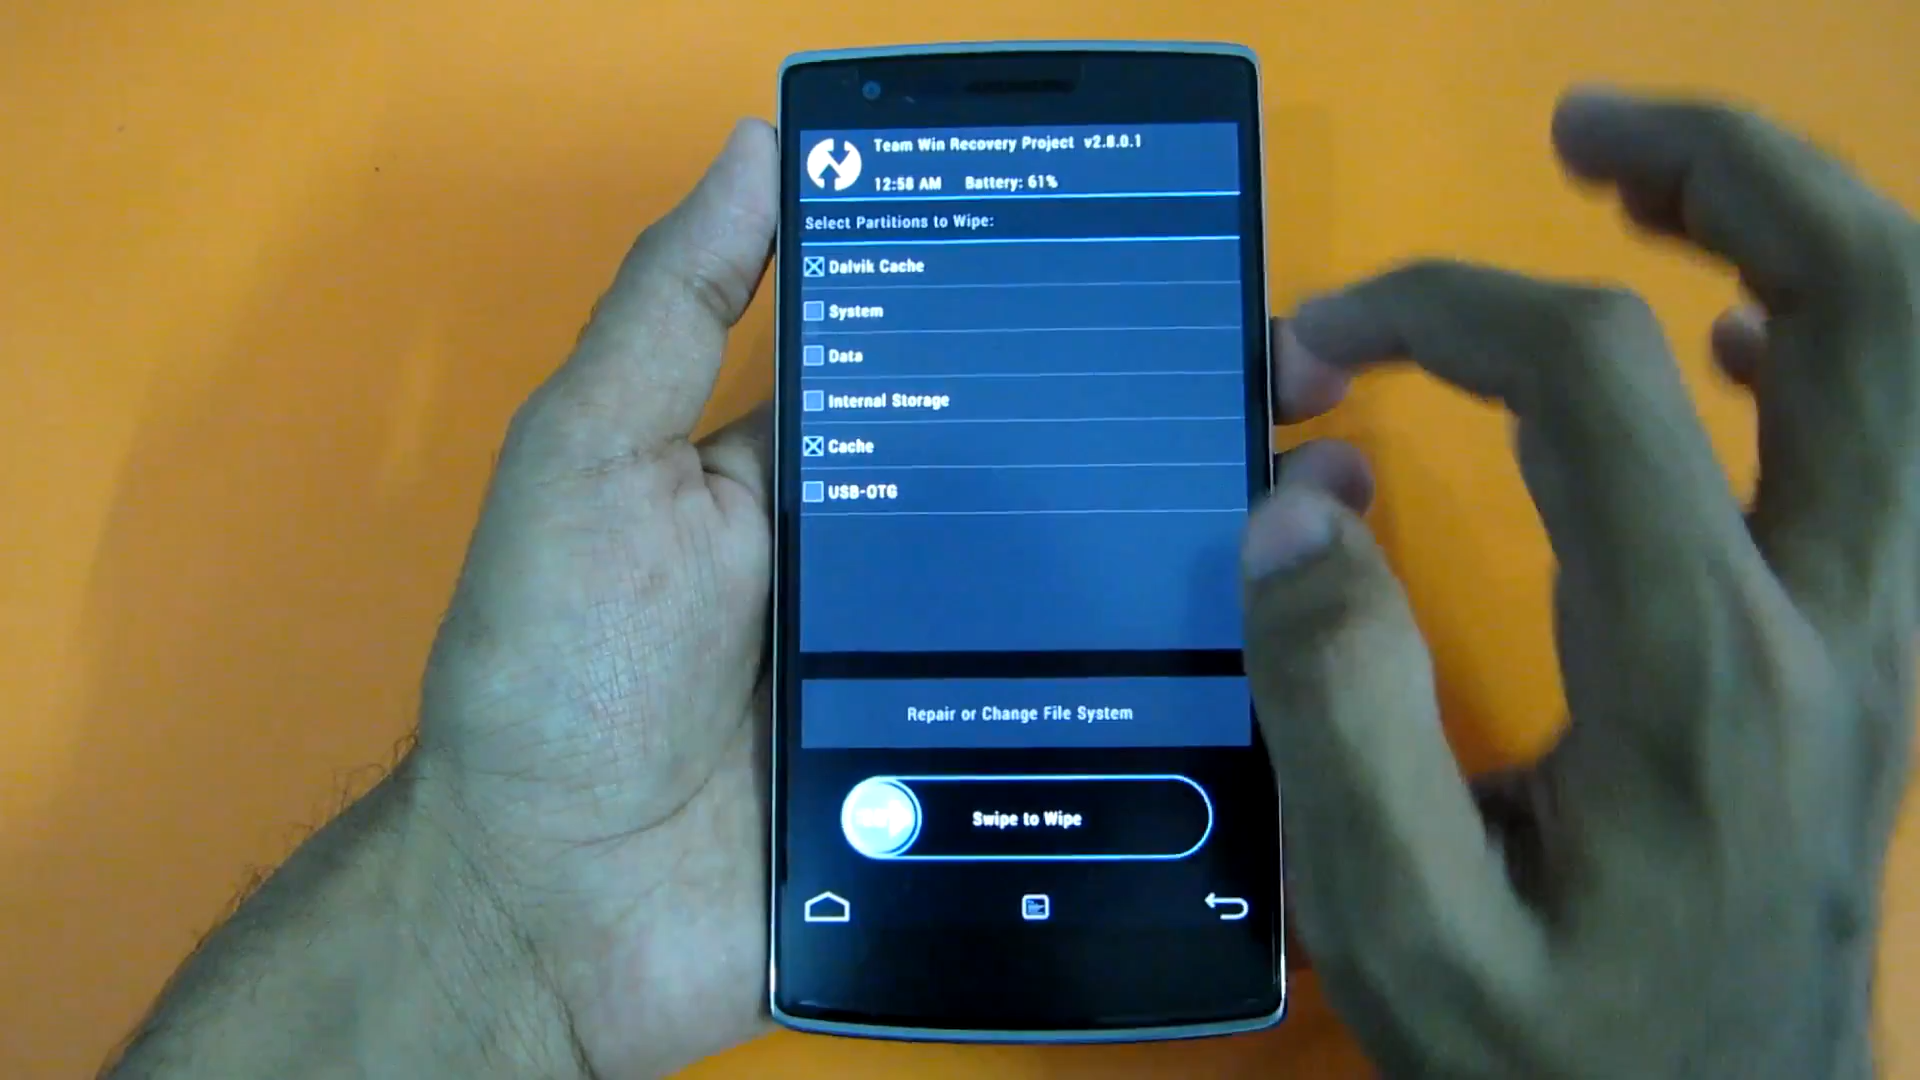 Team Win Recovery Project v2.8.0.1
12:58 AM Battery: 61%
Select Partitions to Wipe:
Dalvik Cache
System
Data
Internal Storage
Cache
USB-OTG
Repair or Change File System
Swipe to Wipe